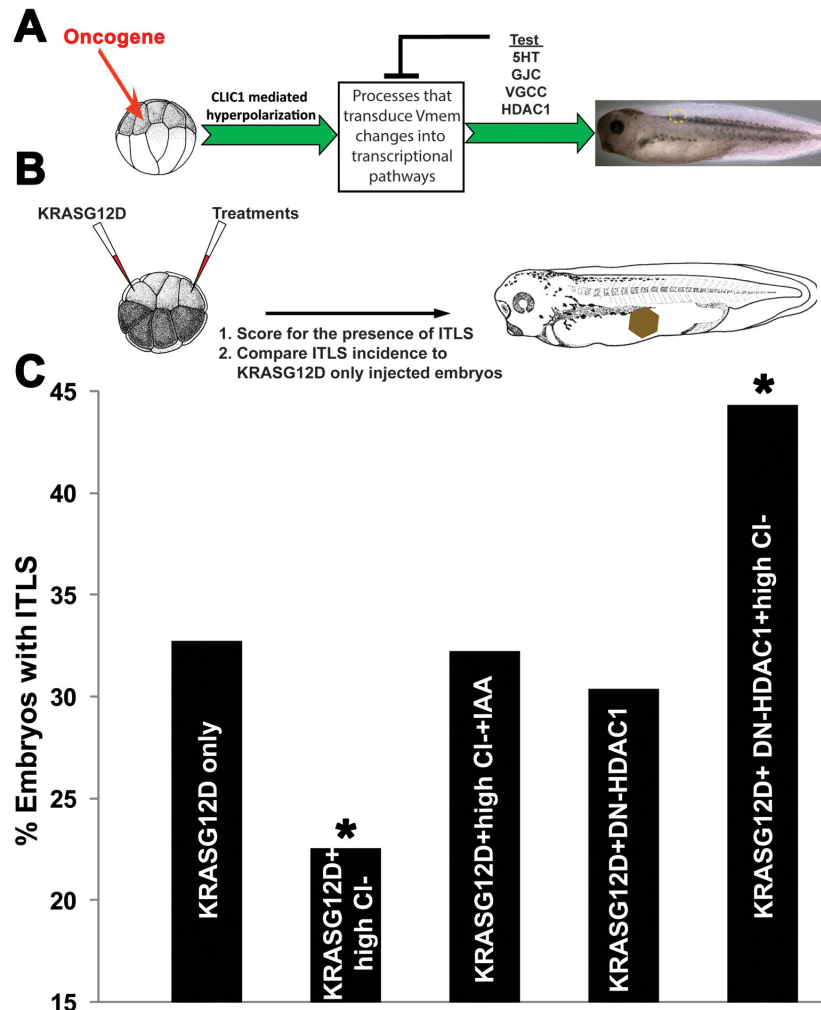 A
Oncogene
CLIC1 mediated
hyperpolarization
Processes that
transduce Vmem
changes into
transcriptional
pathways
Test
5HT
GJC
VGCC
HDAC1
B
KRASG12D
Treatments
1. Score for the presence of ITLS
2. Compare ITLS incidence to
KRASG12D only injected embryos
C
% Embryos with ITLS
45
40
35
30
25
20
15
KRASG12D only
*
KRASG12D+
high Cl-
KRASG12D+high Cl-+IAA
KRASG12D+DN-HDAC1
*
KRASG12D+ DN-HDAC1+high Cl-